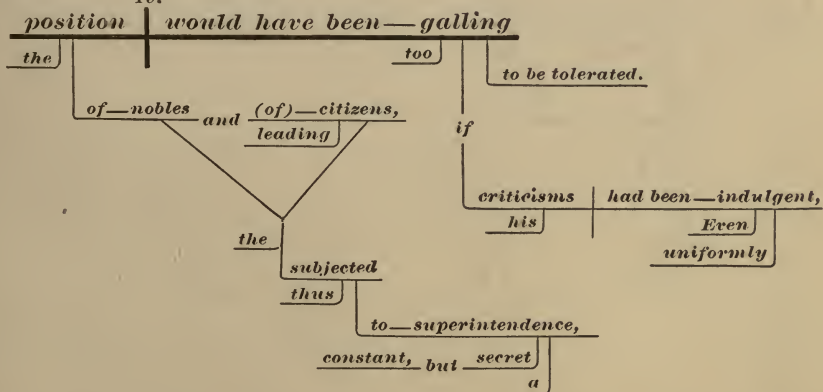 position would have been—galling
the too to be tolerated.
of—nobles and (of)—citizens,
leading if
criticisms had been—indulgent,
his Even
the uniformly
subjected
thus
to—superintendence,
constant, but secret
a